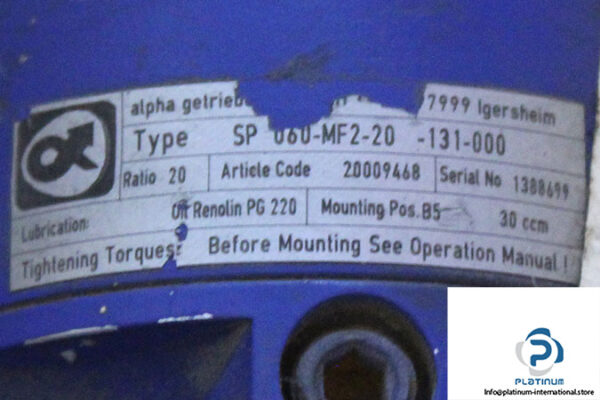 alpha getriebe 7999 Igersheim
Type SP 060-MF2-20 -131-000
Ratio 20 Article Code 20009468 Serial No 1388699
Lubrication: Oil Renolin PG 220 Mounting Pos. B5 30 ccm
Tightening Torques: Before Mounting See Operation Manual !
PLATINUM
info@platinum-international.store